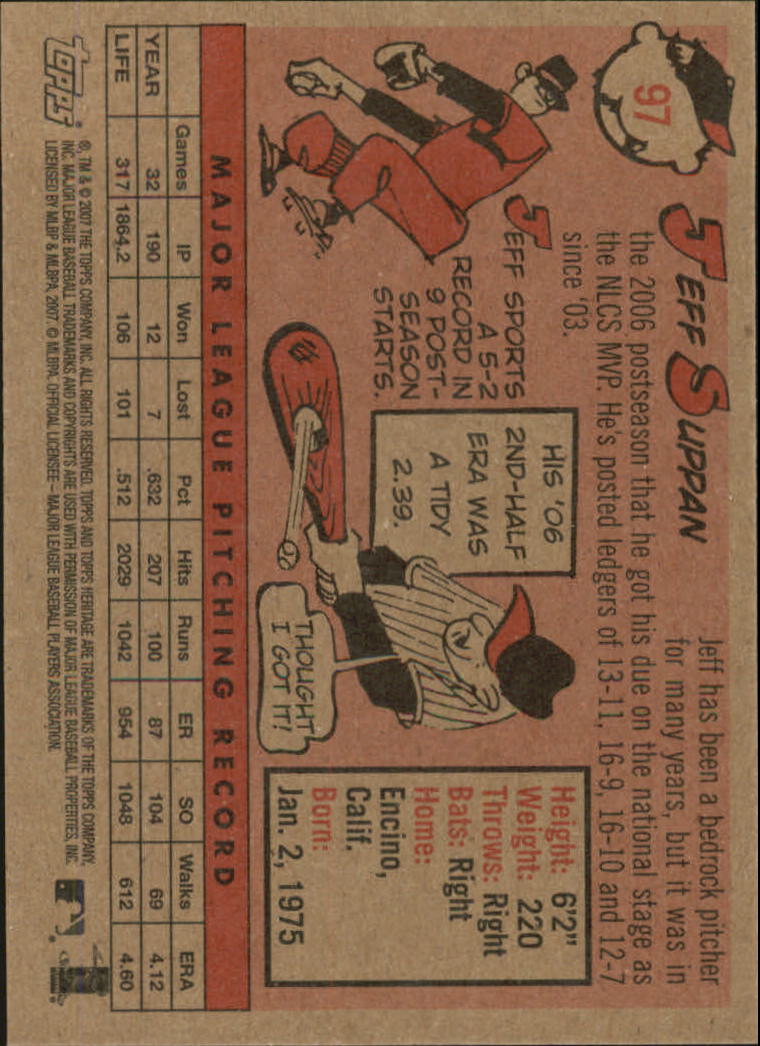 97
JEFF SUPPAN
Jeff has been a bedrock pitcher
for many years, but it was in
the 2006 postseason that he got his due on the national stage as
the NLCS MVP. He's posted ledgers of 13-11, 16-9, 16-10 and 12-7
since '03.
JEFF SPORTS
A 5-2
RECORD IN
9 POST-
SEASON
STARTS.
HIS '06
2ND-HALF
ERA WAS
A TIDY
2.39.
THOUGHT
I GOT IT!
Height: 6'2"
Weight: 220
Throws: Right
Bats: Right
Home:
Encino,
Calif.
Born:
Jan. 2, 1975
MAJOR LEAGUE PITCHING RECORD
Games IP Won Lost Pct Hits Runs ER SO Walks ERA
YEAR 32 190 12 7 .632 207 100 87 104 69 4.12
LIFE 317 1864.2 106 101 .512 2029 1042 954 1048 612 4.60
topps®
®, TM & © 2007 THE TOPPS COMPANY, INC. ALL RIGHTS RESERVED. TOPPS AND TOPPS HERITAGE ARE TRADEMARKS OF THE TOPPS COMPANY,
INC. MAJOR LEAGUE BASEBALL TRADEMARKS AND COPYRIGHTS ARE USED WITH PERMISSION OF MAJOR LEAGUE BASEBALL PROPERTIES, INC.
LICENSED BY MLBP & MLBPA, 2007. © MLBPA. OFFICIAL LICENSEE – MAJOR LEAGUE BASEBALL PLAYERS ASSOCIATION.